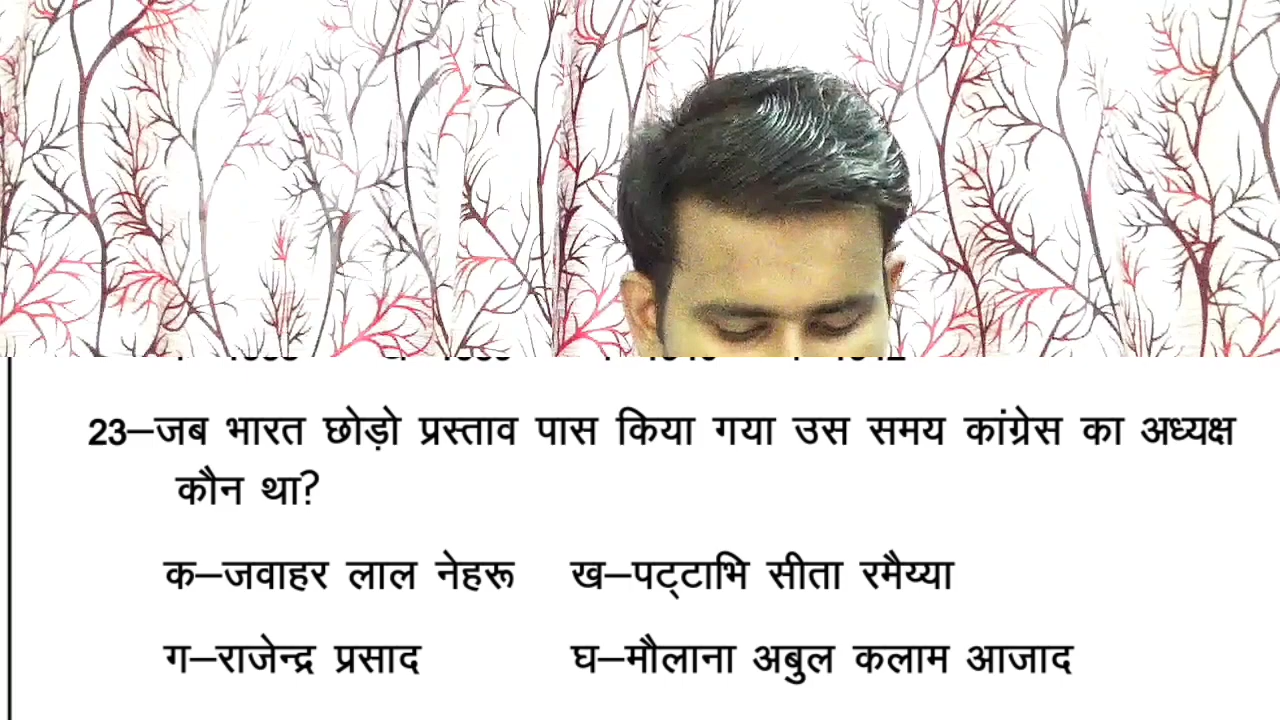 23–जब भारत छोड़ो प्रस्ताव पास किया गया उस समय कांग्रेस का अध्यक्ष
कौन था?
क–जवाहर लाल नेहरू ख–पट्टाभि सीता रमैय्या
ग–राजेन्द्र प्रसाद घ–मौलाना अबुल कलाम आजाद